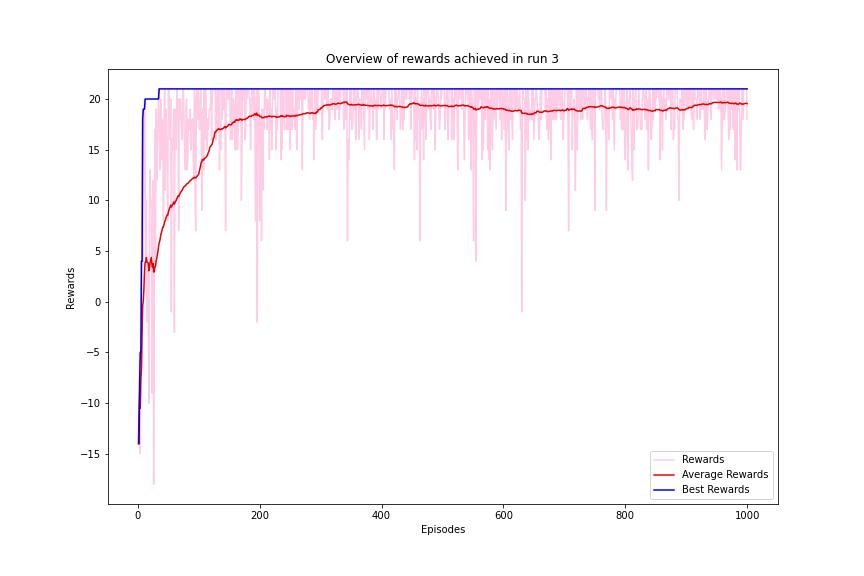 Overview of rewards achieved in run 3
Rewards
20
15
10
5
0
−5
−10
−15
0
200
400
600
800
1000
Episodes
Rewards
Average Rewards
Best Rewards